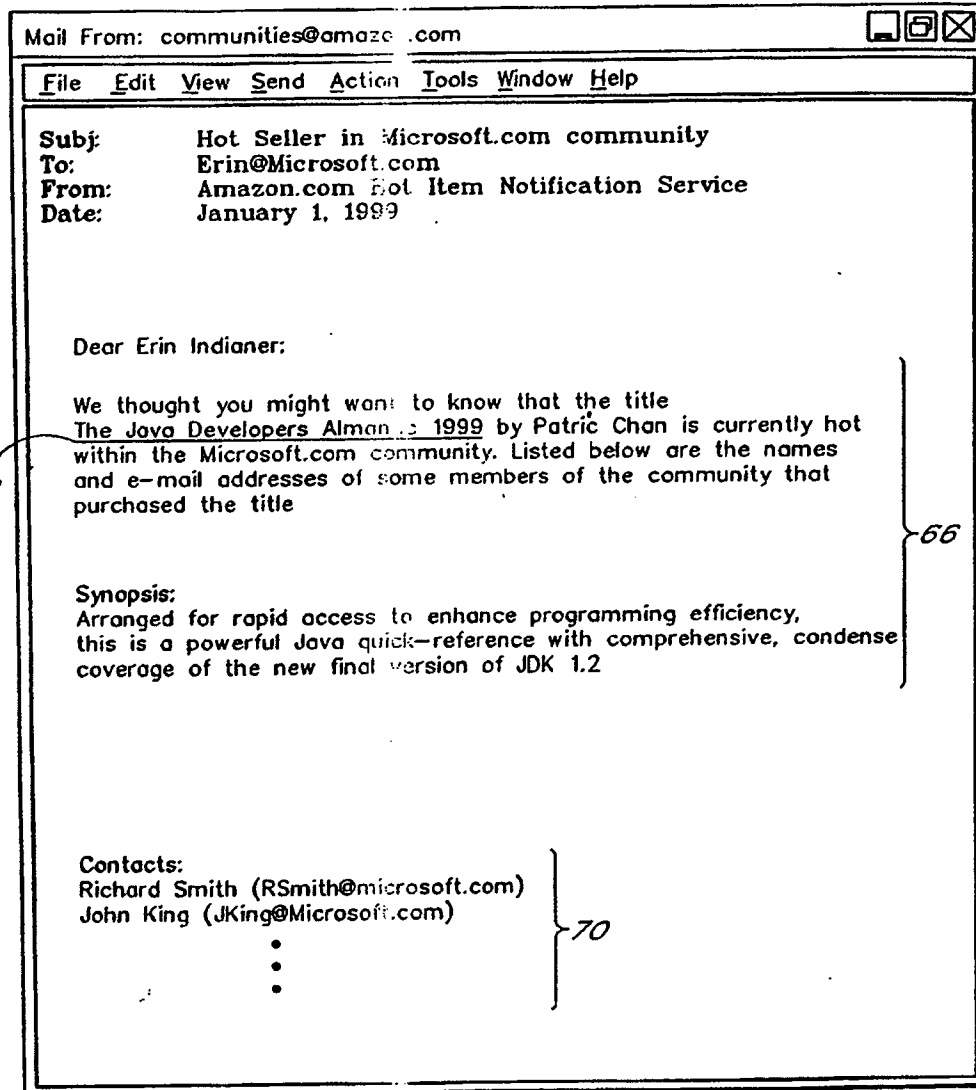 Mail From: communities@amazo .com
File Edit View Send Action Tools Window Help
Subj: Hot Seller in Microsoft.com community
To: Erin@Microsoft.com
From: Amazon.com Hot Item Notification Service
Date: January 1, 1999
Dear Erin Indianer:
We thought you might want to know that the title
The Java Developers Alman c 1999 by Patric Chan is currently hot
within the Microsoft.com community. Listed below are the names
and e-mail addresses of some members of the community that
purchased the title
66
Synopsis:
Arranged for rapid access to enhance programming efficiency,
this is a powerful Java quick-reference with comprehensive, condense
coverage of the new final version of JDK 1.2
Contacts:
Richard Smith (RSmith@microsoft.com)
John King (JKing@Microsoft.com)
70